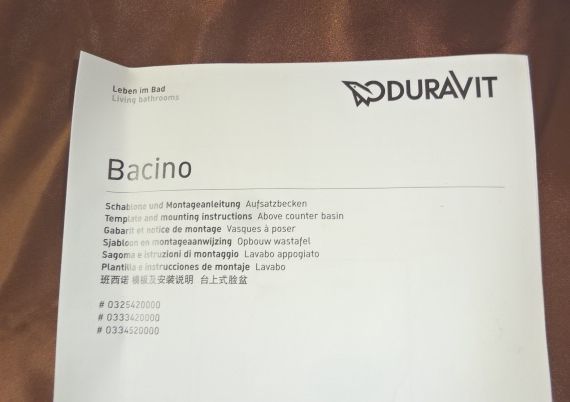 Leben im Bad
Living bathrooms
DURAVIT
Bacino
Schablone und Montageanleitung Aufsatzbecken
Template and mounting instructions Above counter basin
Gabarit et notice de montage Vasques à poser
Sjabloon en montageaanwijzing Opbouw wastafel
Sagoma e istruzioni di montaggio Lavabo appogiato
Plantilla e instrucciones de montaje Lavabo
班西诺 模板及安装说明 台上式脸盆
# 0325420000
# 0333420000
# 0334520000